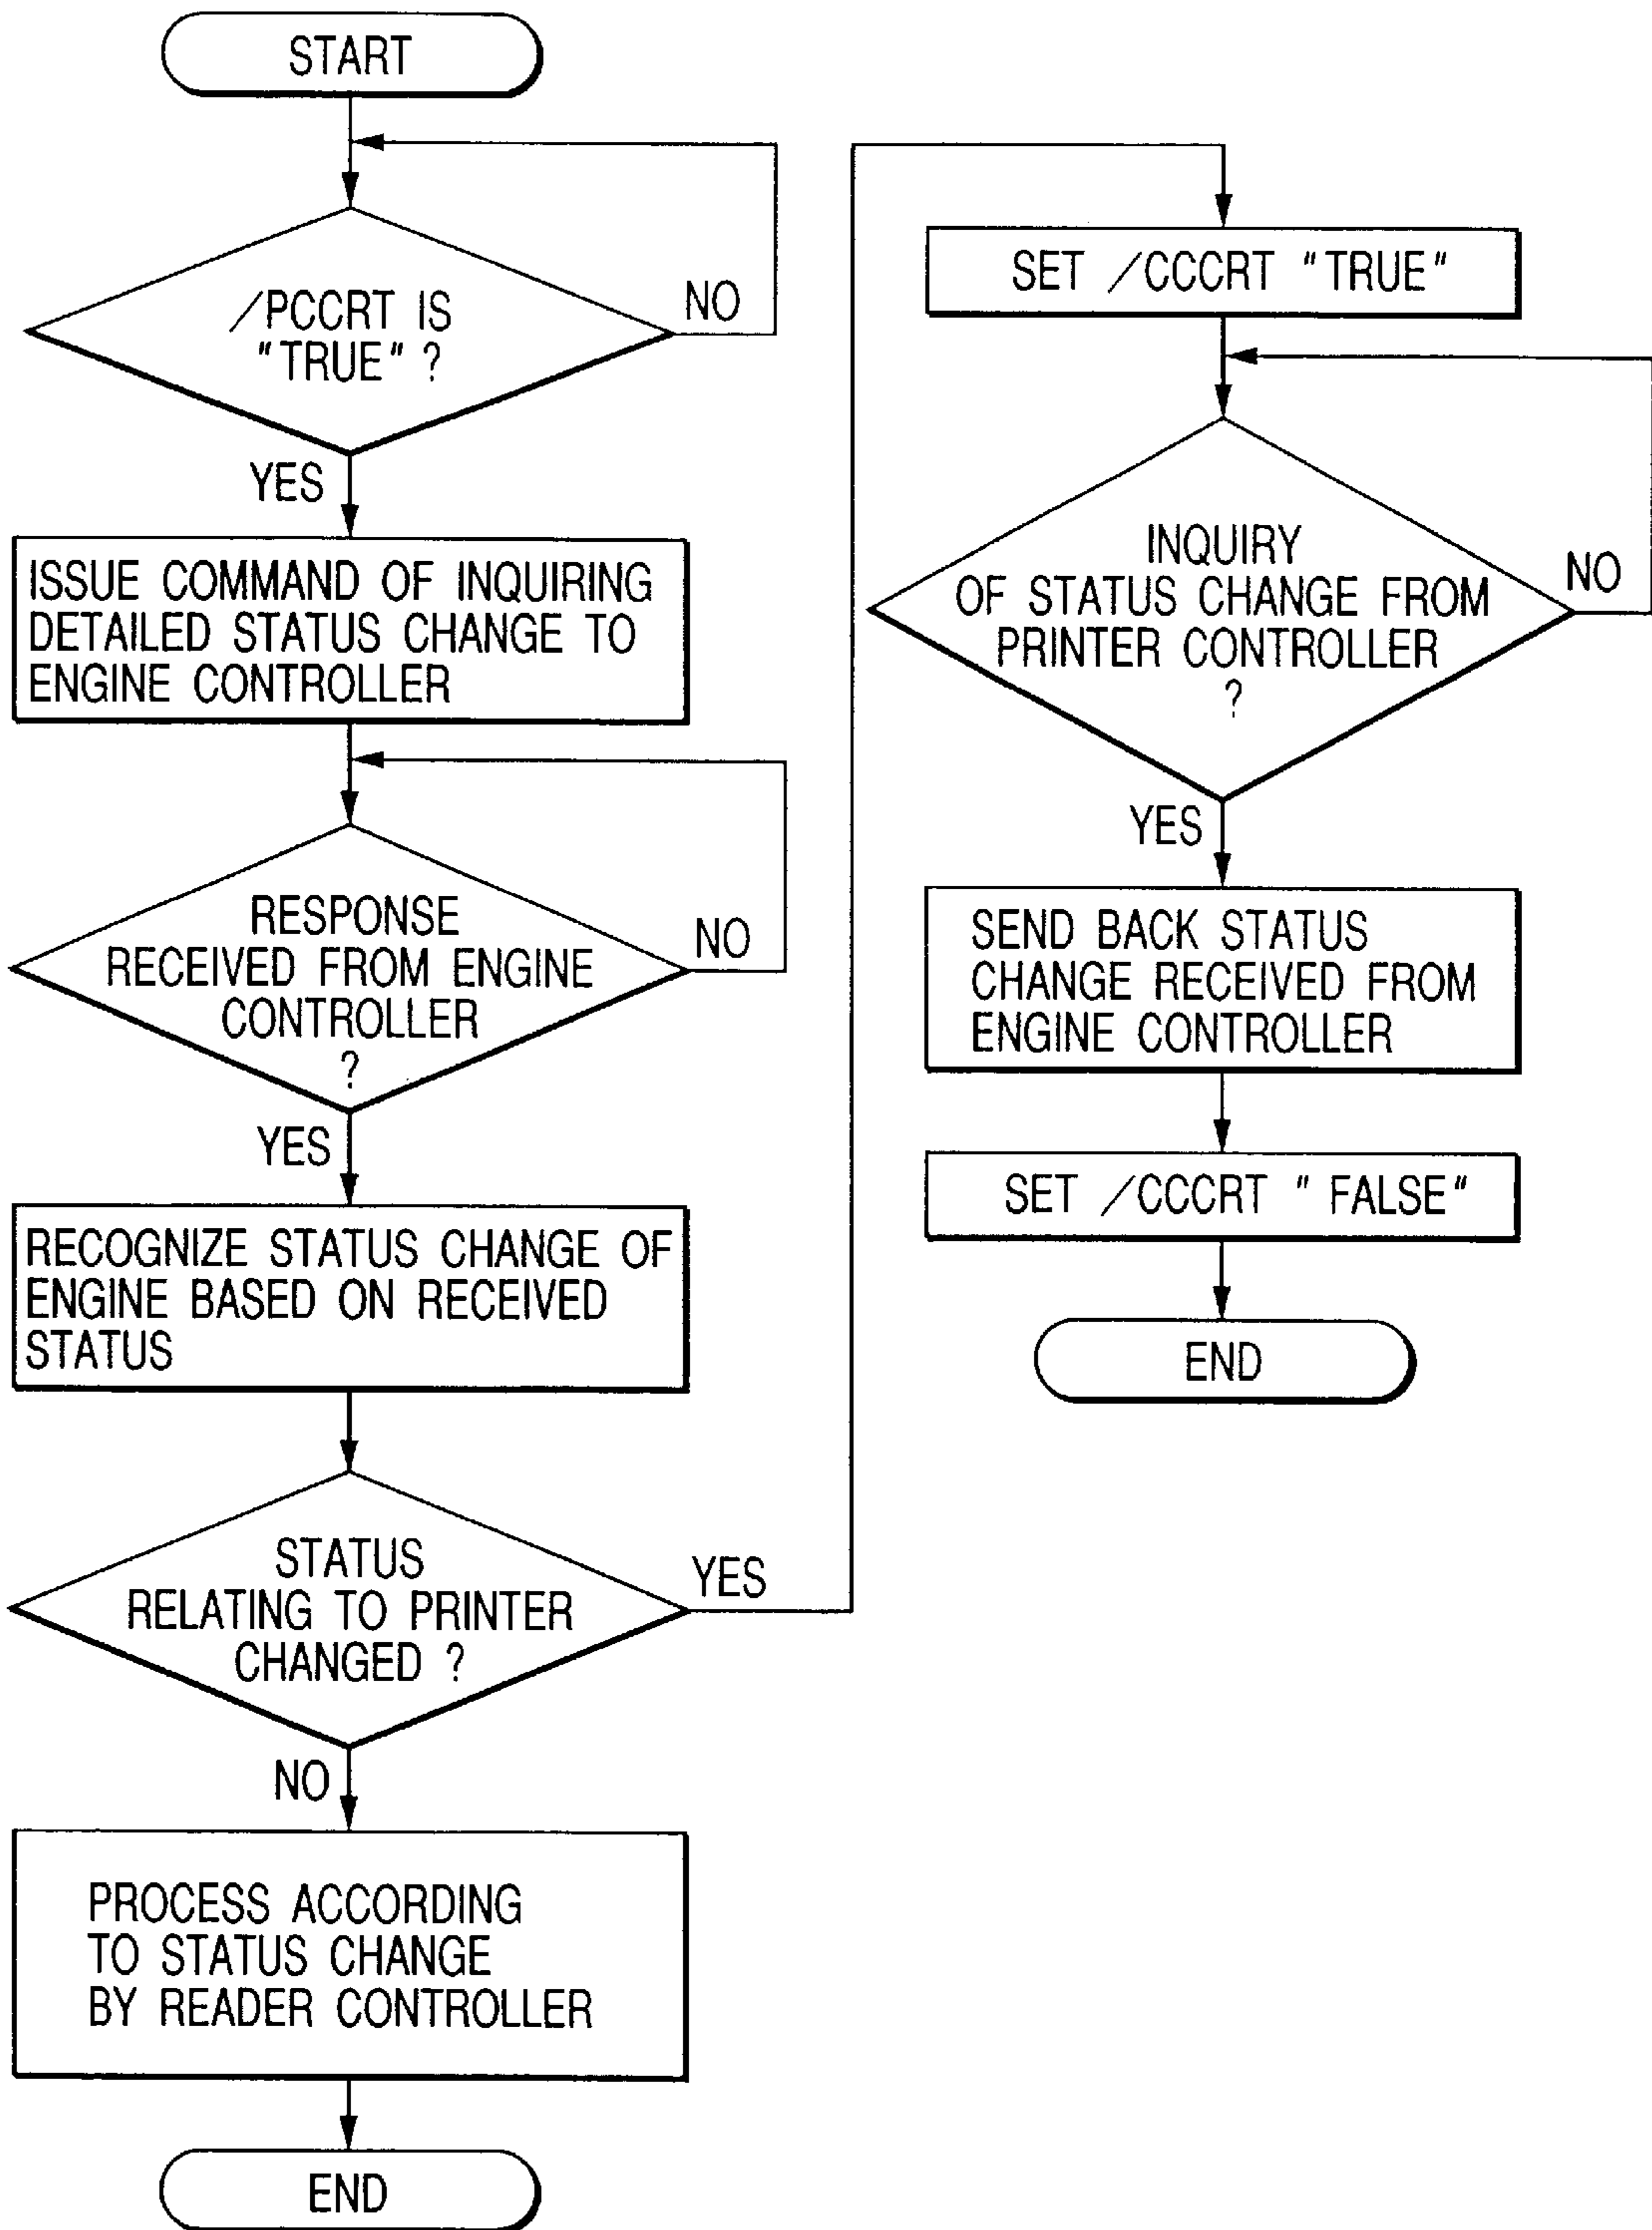 START
/PCCRT IS
"TRUE" ?
NO
YES
ISSUE COMMAND OF INQUIRING
DETAILED STATUS CHANGE TO
ENGINE CONTROLLER
RESPONSE
RECEIVED FROM ENGINE
CONTROLLER
?
NO
YES
RECOGNIZE STATUS CHANGE OF
ENGINE BASED ON RECEIVED
STATUS
STATUS
RELATING TO PRINTER
CHANGED ?
YES
NO
PROCESS ACCORDING
TO STATUS CHANGE
BY READER CONTROLLER
END
SET /CCCRT "TRUE"
INQUIRY
OF STATUS CHANGE FROM
PRINTER CONTROLLER
?
NO
YES
SEND BACK STATUS
CHANGE RECEIVED FROM
ENGINE CONTROLLER
SET /CCCRT " FALSE"
END